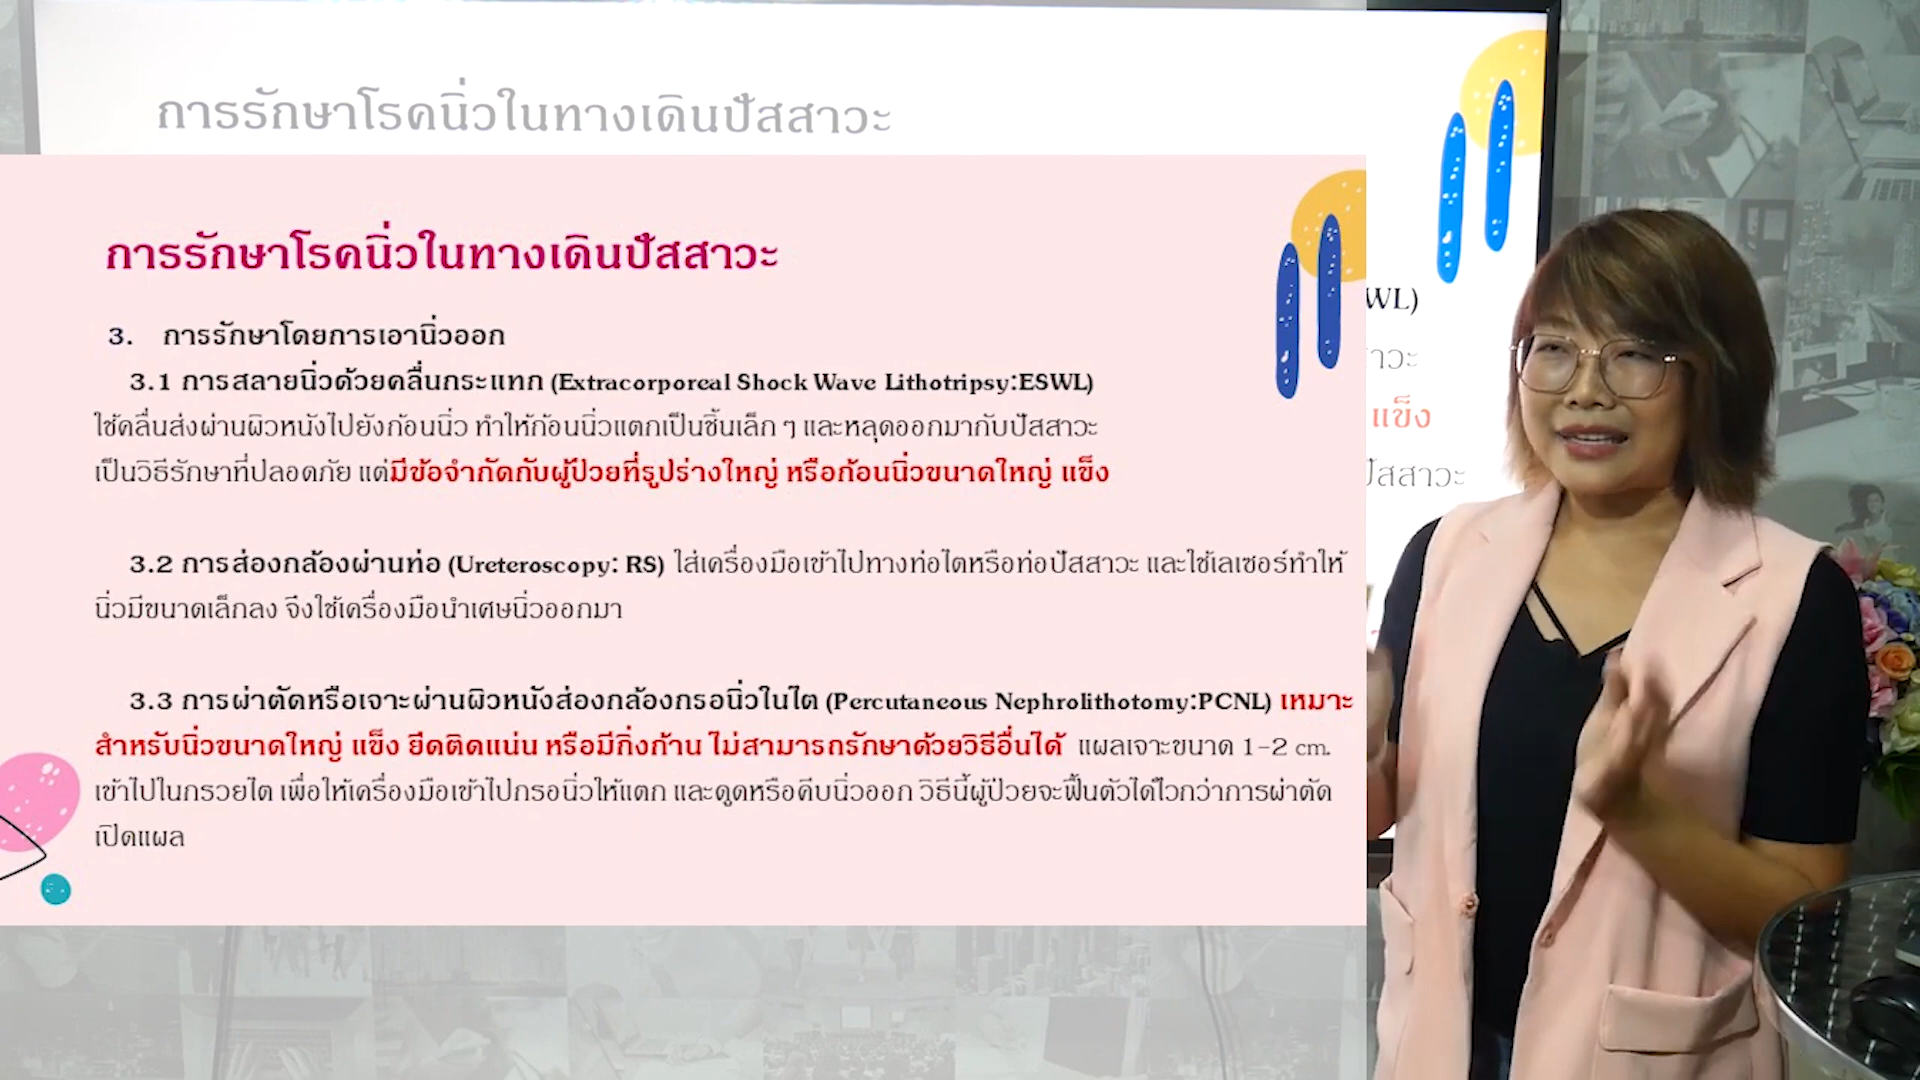 การรักษาโรคนิ่วในทางเดินปัสสาวะ
การรักษาโรคนิ่วในทางเดินปัสสาวะ
3. การรักษาโดยการเอานิ่วออก
3.1 การสลายนิ่วด้วยคลื่นกระแทก (Extracorporeal Shock Wave Lithotripsy:ESWL)
ใช้คลื่นส่งผ่านผิวหนังไปยังก้อนนิ่ว ทำให้ก้อนนิ่วแตกเป็นชิ้นเล็ก ๆ และหลุดออกมากับปัสสาวะ
เป็นวิธีรักษาที่ปลอดภัย แต่มีข้อจำกัดกับผู้ป่วยที่รูปร่างใหญ่ หรือก้อนนิ่วขนาดใหญ่ แข็ง
3.2 การส่องกล้องผ่านท่อ (Ureteroscopy: RS) ใส่เครื่องมือเข้าไปทางท่อไตหรือท่อปัสสาวะ และใช้เลเซอร์ทำให้
นิ่วมีขนาดเล็กลง จึงใช้เครื่องมือนำเศษนิ่วออกมา
3.3 การผ่าตัดหรือเจาะผ่านผิวหนังส่องกล้องกรอนิ่วในไต (Percutaneous Nephrolithotomy:PCNL) เหมาะ
สำหรับนิ่วขนาดใหญ่ แข็ง ยึดติดแน่น หรือมีกิ่งก้าน ไม่สามารถรักษาด้วยวิธีอื่นได้ แผลเจาะขนาด 1-2 cm.
เข้าไปในกรวยไต เพื่อให้เครื่องมือเข้าไปกรอนิ่วให้แตก และดูดหรือคีบนิ่วออก วิธีนี้ผู้ป่วยจะฟื้นตัวได้ไวกว่าการผ่าตัด
เปิดแผล
WL)
าวะ
แข็ง
ปัสสาวะ